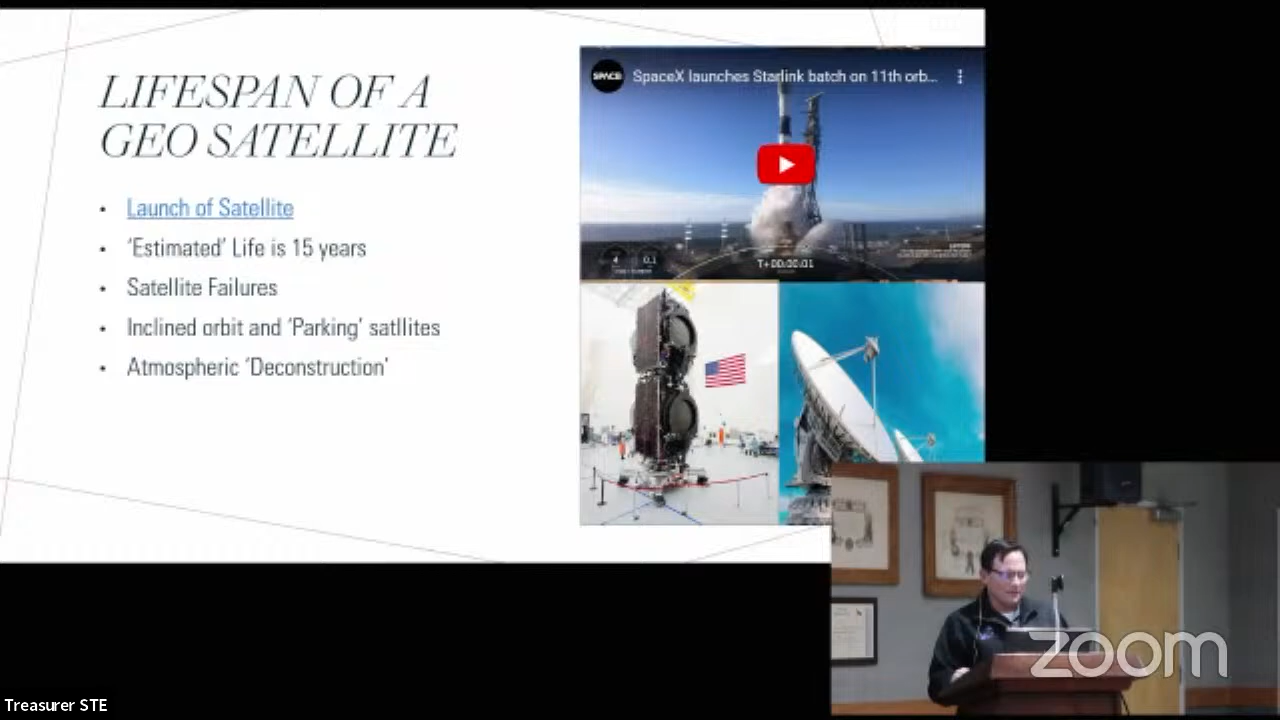 LIFESPAN OF A
GEO SATELLITE
• Launch of Satellite
• ‘Estimated’ Life is 15 years
• Satellite Failures
• Inclined orbit and ‘Parking’ satllites
• Atmospheric ‘Deconstruction’
SPACE
SpaceX launches Starlink batch on 11th orb...
T+00:00:01
zoom
Treasurer STE